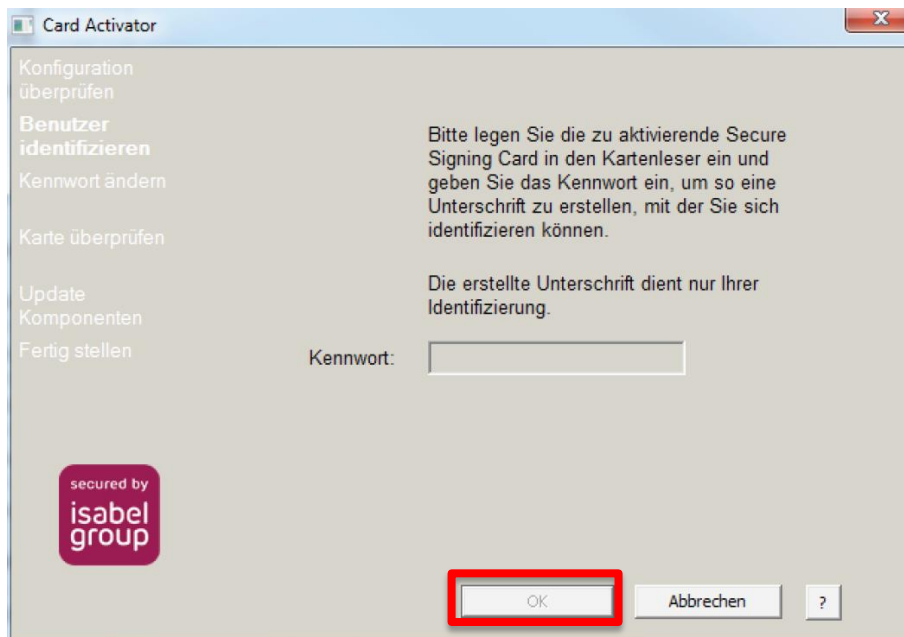 Card Activator
Konfiguration
überprüfen
Benutzer
identifizieren
Kennwort ändern
Karte überprüfen
Update
Komponenten
Fertig stellen
Bitte legen Sie die zu aktivierende Secure
Signing Card in den Kartenleser ein und
geben Sie das Kennwort ein, um so eine
Unterschrift zu erstellen, mit der Sie sich
identifizieren können.
Die erstellte Unterschrift dient nur Ihrer
Identifizierung.
Kennwort:
secured by
isabel
group
OK
Abbrechen
?